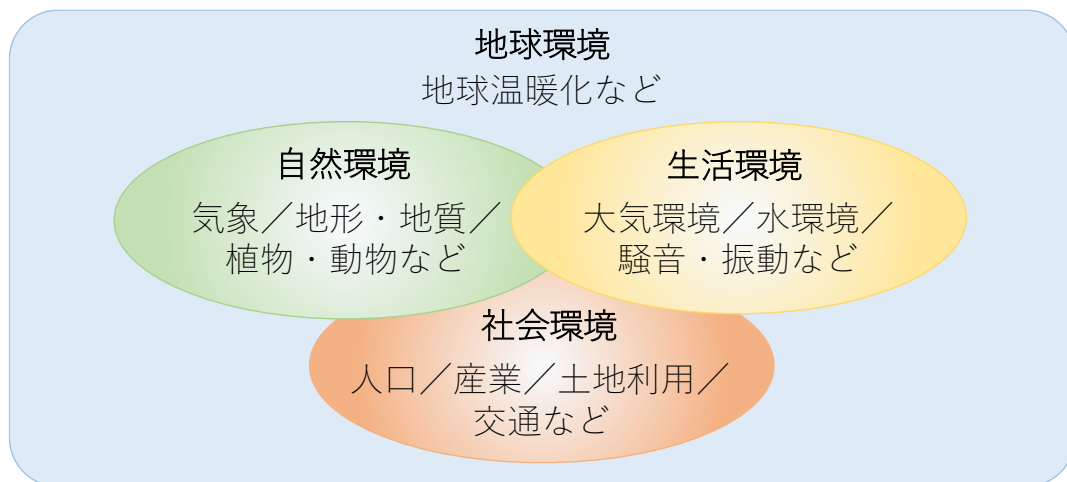 地球環境
地球温暖化など
自然環境
気象／地形・地質／
植物・動物など
生活環境
大気環境／水環境／
騒音・振動など
社会環境
人口／産業／土地利用／
交通など